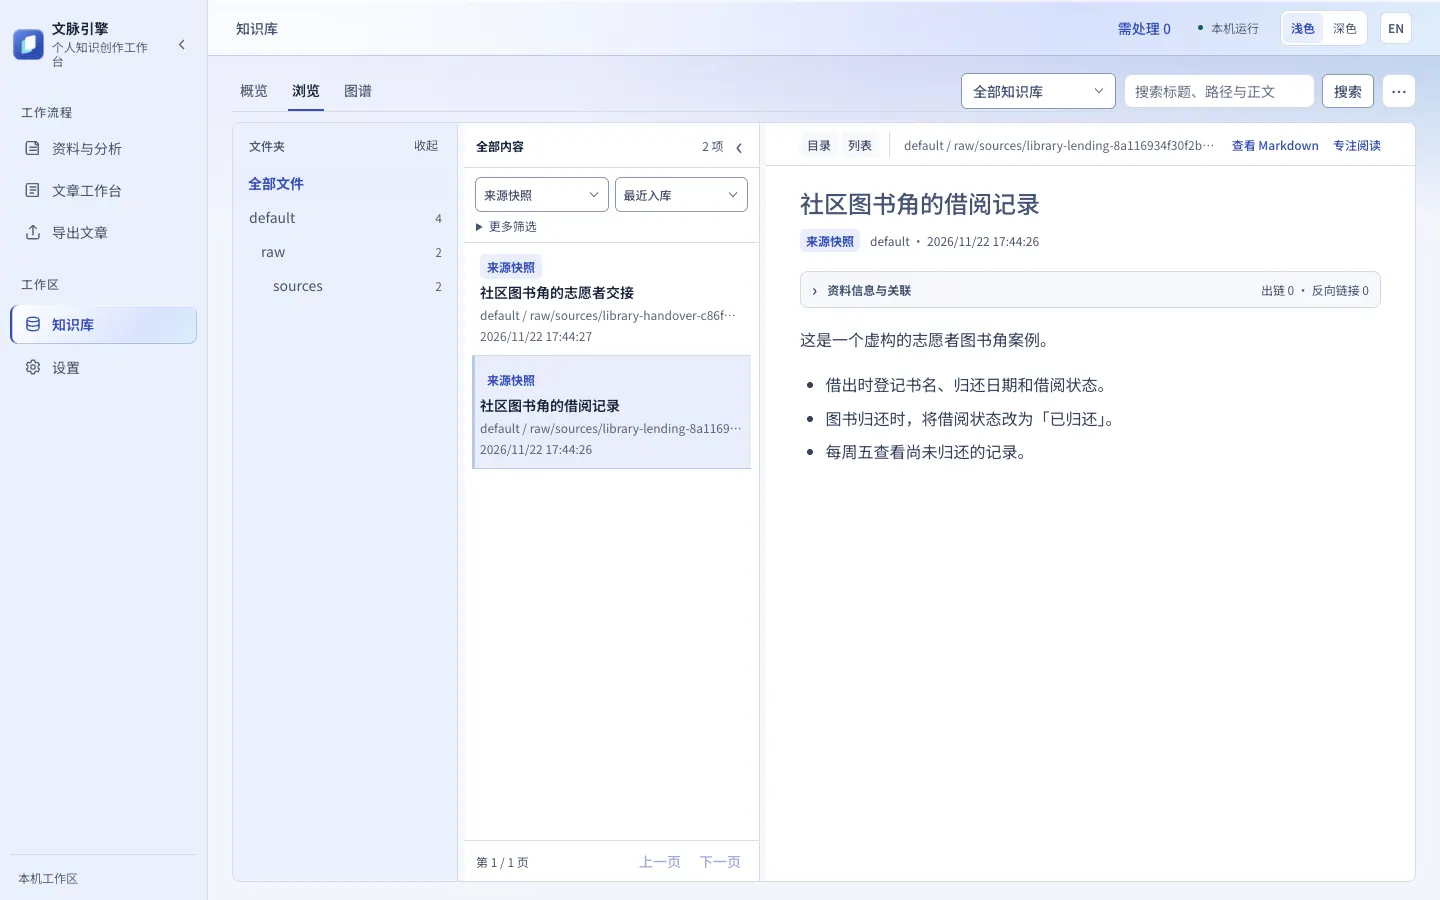 文脉引擎
个人知识创作工作台
工作流程
资料与分析
文章工作台
导出文章
工作区
知识库
设置
本机工作区
知识库
需处理 0
本机运行
浅色
深色
EN
概览
浏览
图谱
全部知识库
搜索标题、路径与正文
搜索
文件夹
收起
全部文件
default 4
raw 2
sources 2
全部内容
2 项
来源快照
最近入库
更多筛选
来源快照
社区图书角的志愿者交接
default / raw/sources/library-handover-c86f…
2026/11/22 17:44:27
来源快照
社区图书角的借阅记录
default / raw/sources/library-lending-8a1169…
2026/11/22 17:44:26
第 1 / 1 页
上一页
下一页
目录
列表
default / raw/sources/library-lending-8a116934f30f2b…
查看 Markdown
专注阅读
社区图书角的借阅记录
来源快照 default • 2026/11/22 17:44:26
资料信息与关联
出链 0 • 反向链接 0
这是一个虚构的志愿者图书角案例。
• 借出时登记书名、归还日期和借阅状态。
• 图书归还时，将借阅状态改为「已归还」。
• 每周五查看尚未归还的记录。